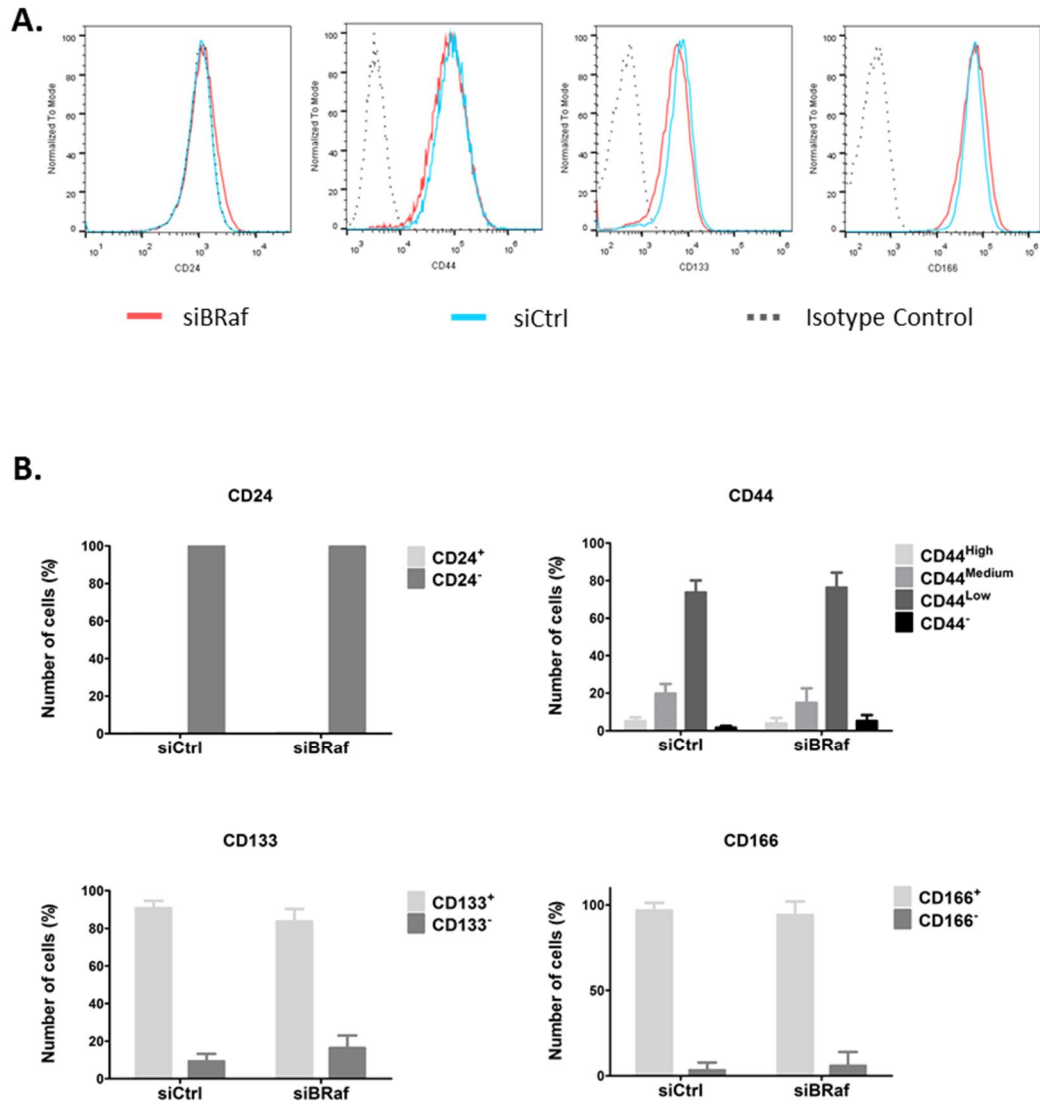 A.
Normalized To Mode
100
80
60
40
20
0
10^1
10^2
10^3
10^4
CD24
Normalized To Mode
100
80
60
40
20
0
10^3
10^4
10^5
10^6
CD44
Normalized To Mode
100
80
60
40
20
0
10^2
10^3
10^4
10^5
10^6
CD133
Normalized To Mode
100
80
60
40
20
0
10^2
10^3
10^4
10^5
10^6
CD166
siBRaf siCtrl Isotype Control
B.
CD24
Number of cells (%)
100
80
60
40
20
0
siCtrl siBRaf
CD24+
CD24-
CD44
Number of cells (%)
100
80
60
40
20
0
siCtrl siBRaf
CD44High
CD44Medium
CD44Low
CD44-
CD133
Number of cells (%)
100
80
60
40
20
0
siCtrl siBRaf
CD133+
CD133-
CD166
Number of cells (%)
100
50
0
siCtrl siBRaf
CD166+
CD166-